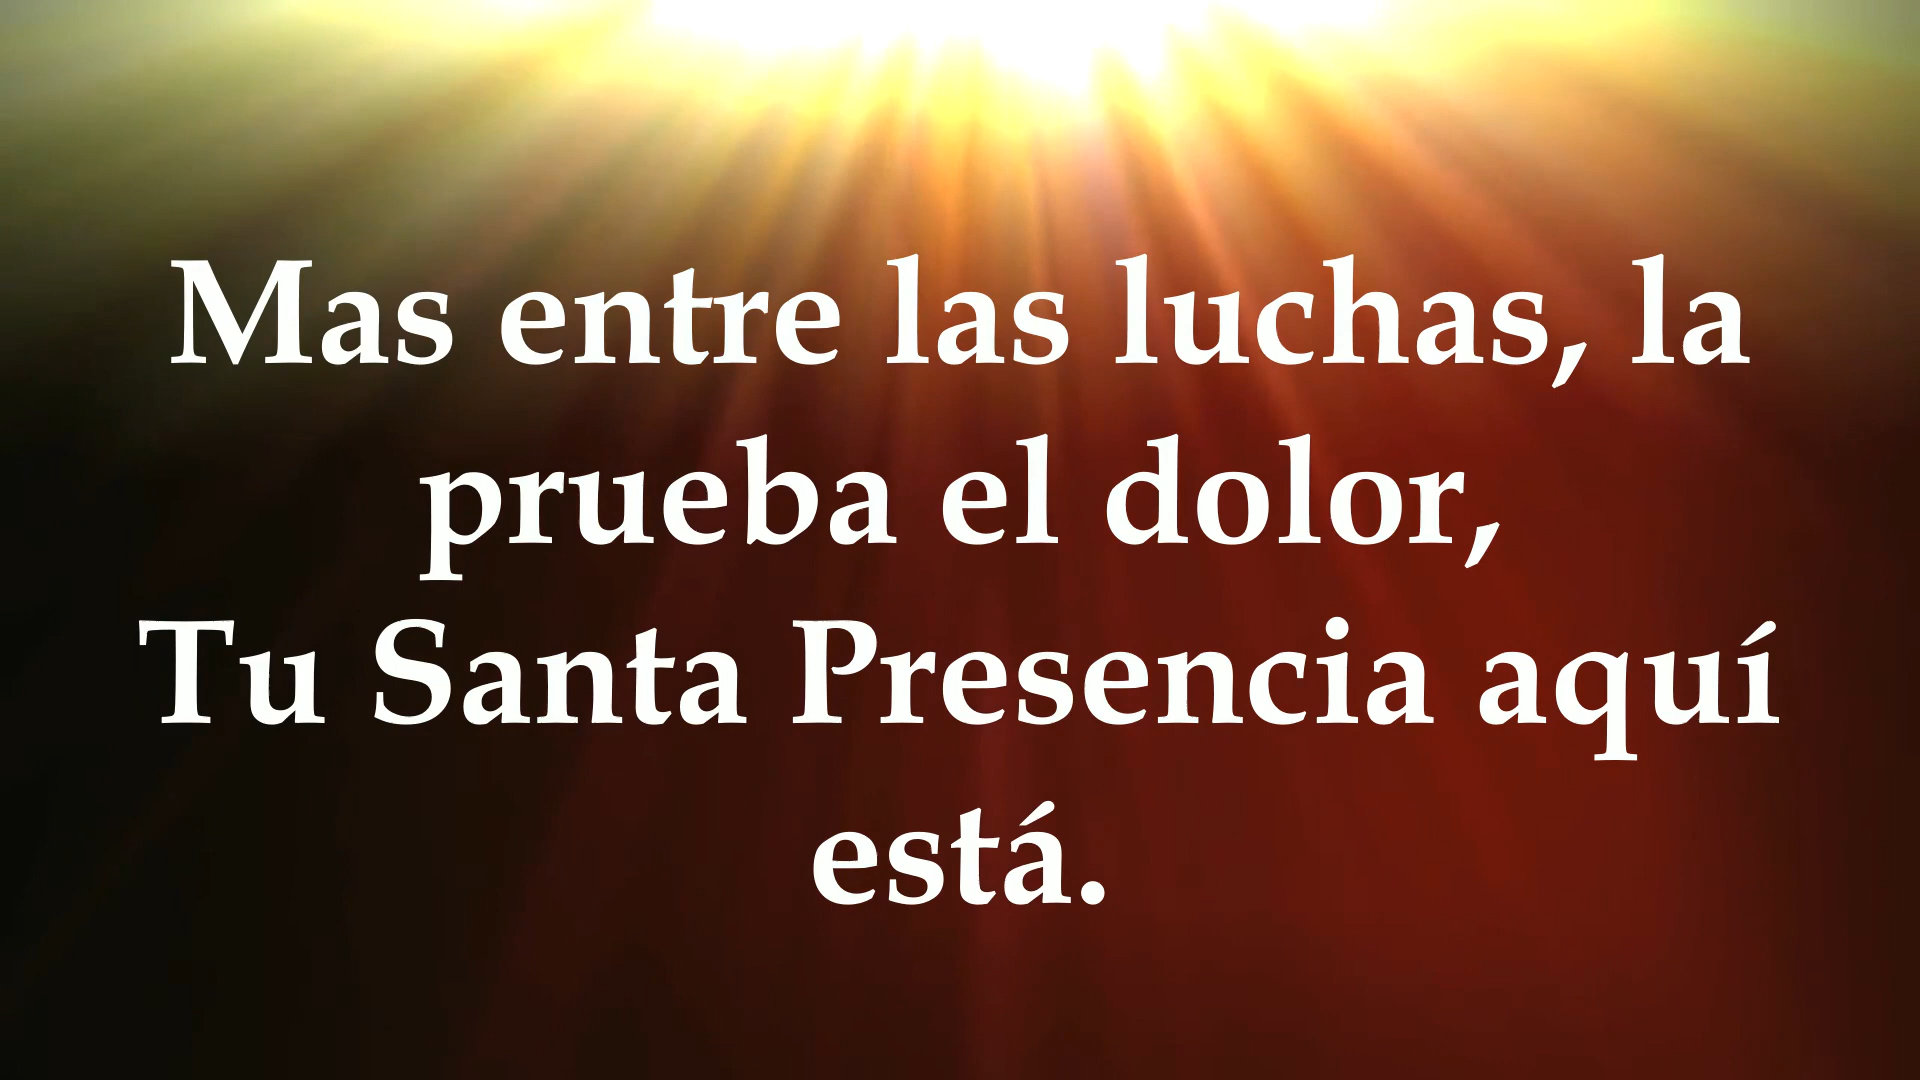 Mas entre las luchas, la
prueba el dolor,
Tu Santa Presencia aquí
está.